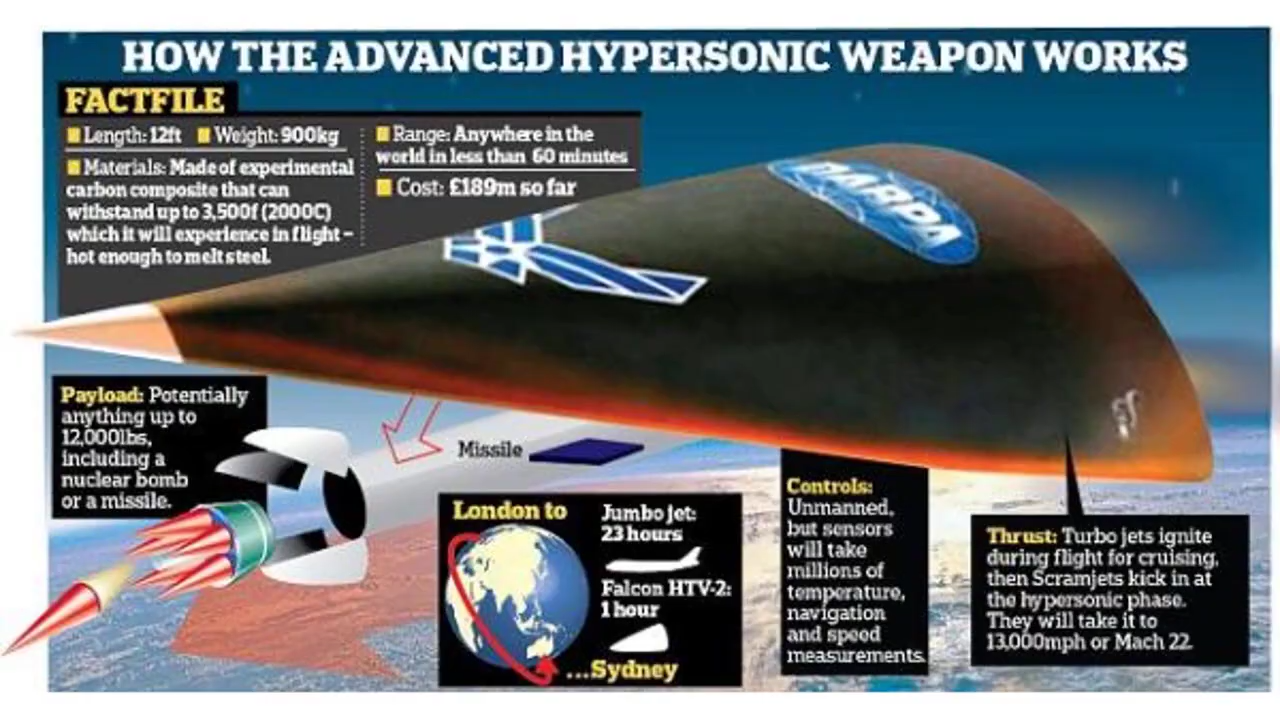 HOW THE ADVANCED HYPERSONIC WEAPON WORKS
FACTFILE
Length: 12ft Weight: 900kg
Materials: Made of experimental
carbon composite that can
withstand up to 3,500f (2000C)
which it will experience in flight –
hot enough to melt steel.
Range: Anywhere in the
world in less than 60 minutes
Cost: £189m so far
DARPA
Payload: Potentially
anything up to
12,000lbs,
including a
nuclear bomb
or a missile.
Missile
London to
Jumbo jet:
23 hours
Falcon HTV-2:
1 hour
...Sydney
Controls:
Unmanned,
but sensors
will take
millions of
temperature,
navigation
and speed
measurements.
Thrust: Turbo jets ignite
during flight for cruising,
then Scramjets kick in at
the hypersonic phase.
They will take it to
13,000mph or Mach 22.